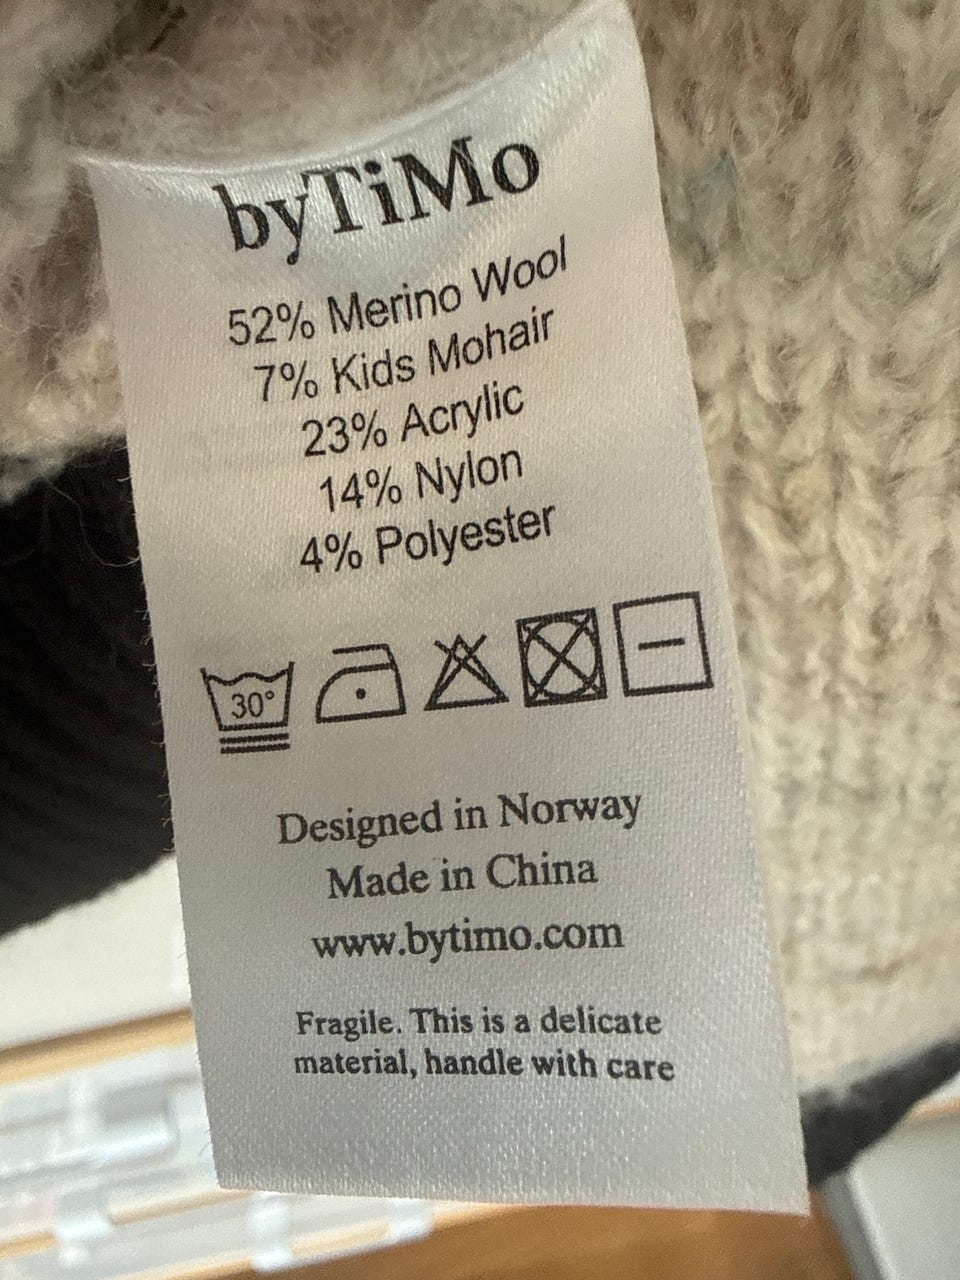 byTiMo
52% Merino Wool
7% Kids Mohair
23% Acrylic
14% Nylon
4% Polyester
30°
Designed in Norway
Made in China
www.bytimo.com
Fragile. This is a delicate
material, handle with care